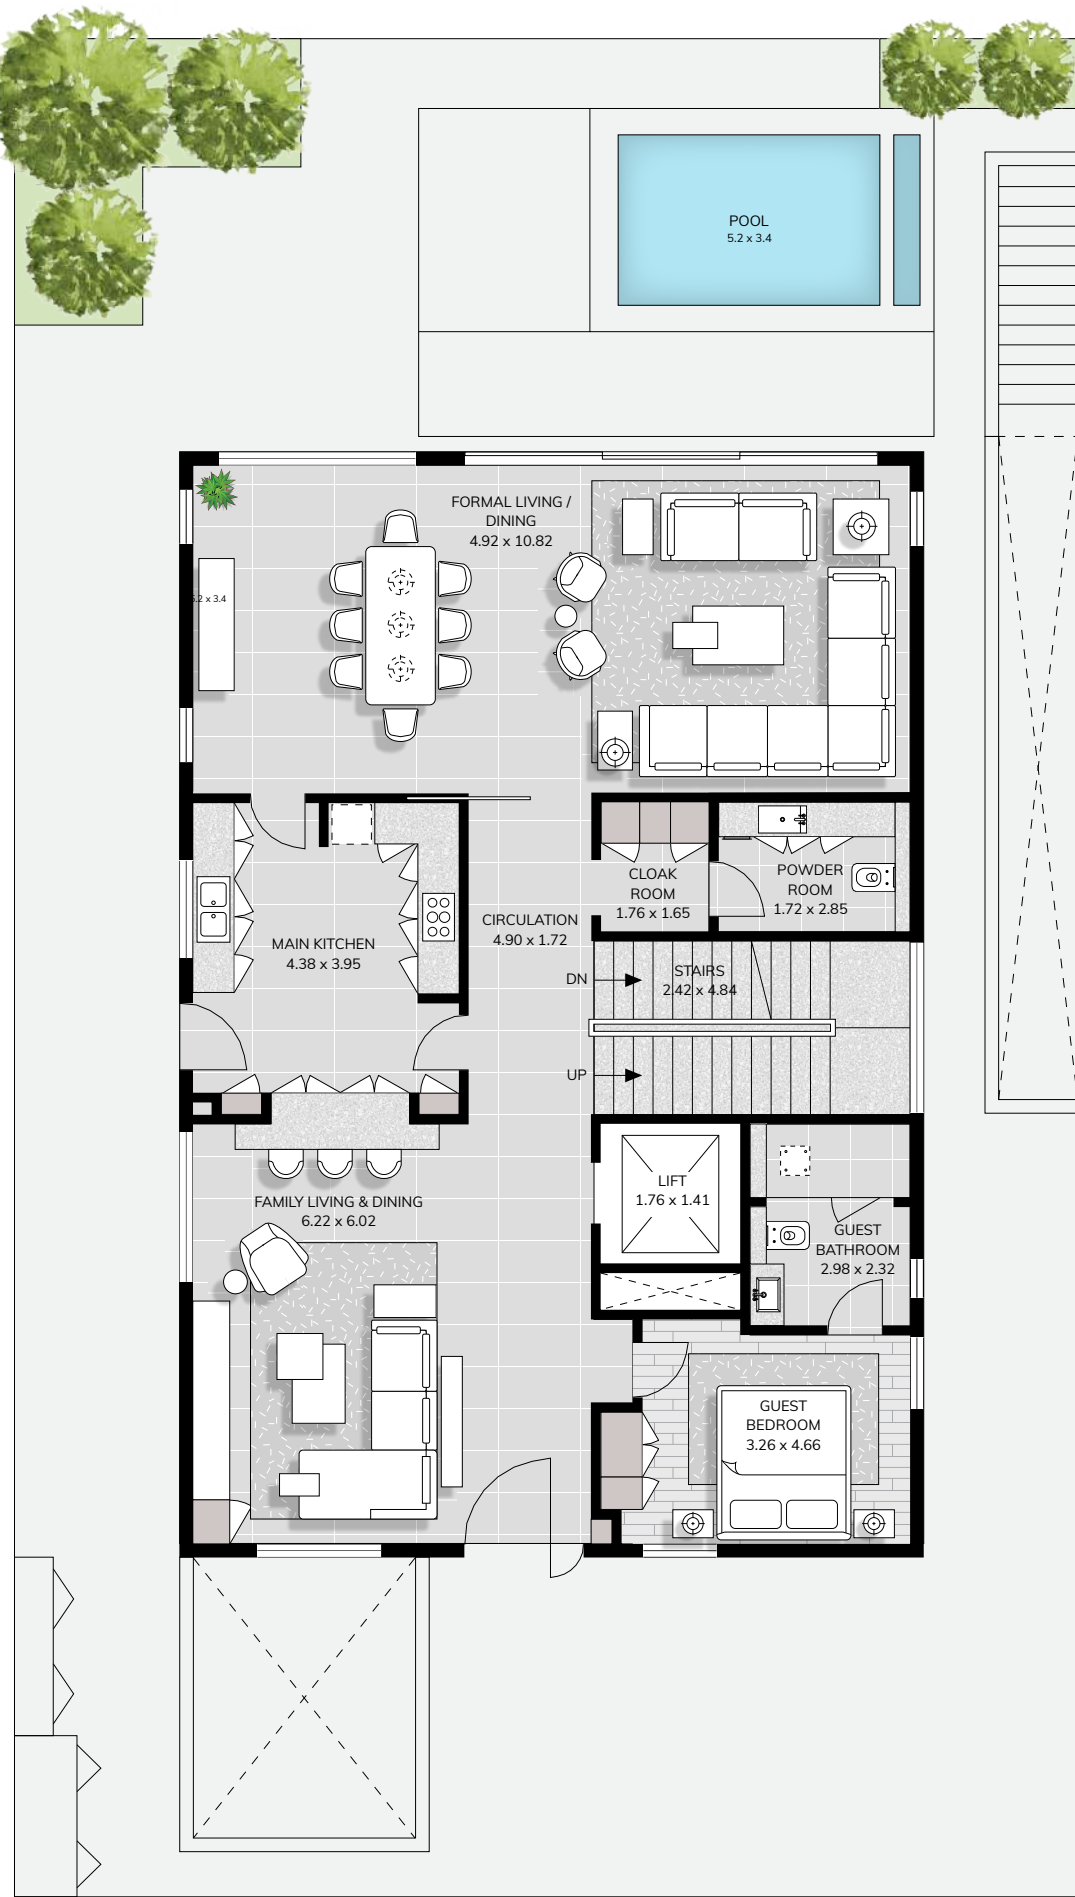 POOL
5.2 x 3.4
FORMAL LIVING /
DINING
4.92 x 10.82
5.2 x 3.4
CLOAK
ROOM
1.76 x 1.65
POWDER
ROOM
1.72 x 2.85
CIRCULATION
4.90 x 1.72
MAIN KITCHEN
4.38 x 3.95
DN
STAIRS
2.42 x 4.84
UP
LIFT
1.76 x 1.41
FAMILY LIVING & DINING
6.22 x 6.02
GUEST
BATHROOM
2.98 x 2.32
GUEST
BEDROOM
3.26 x 4.66